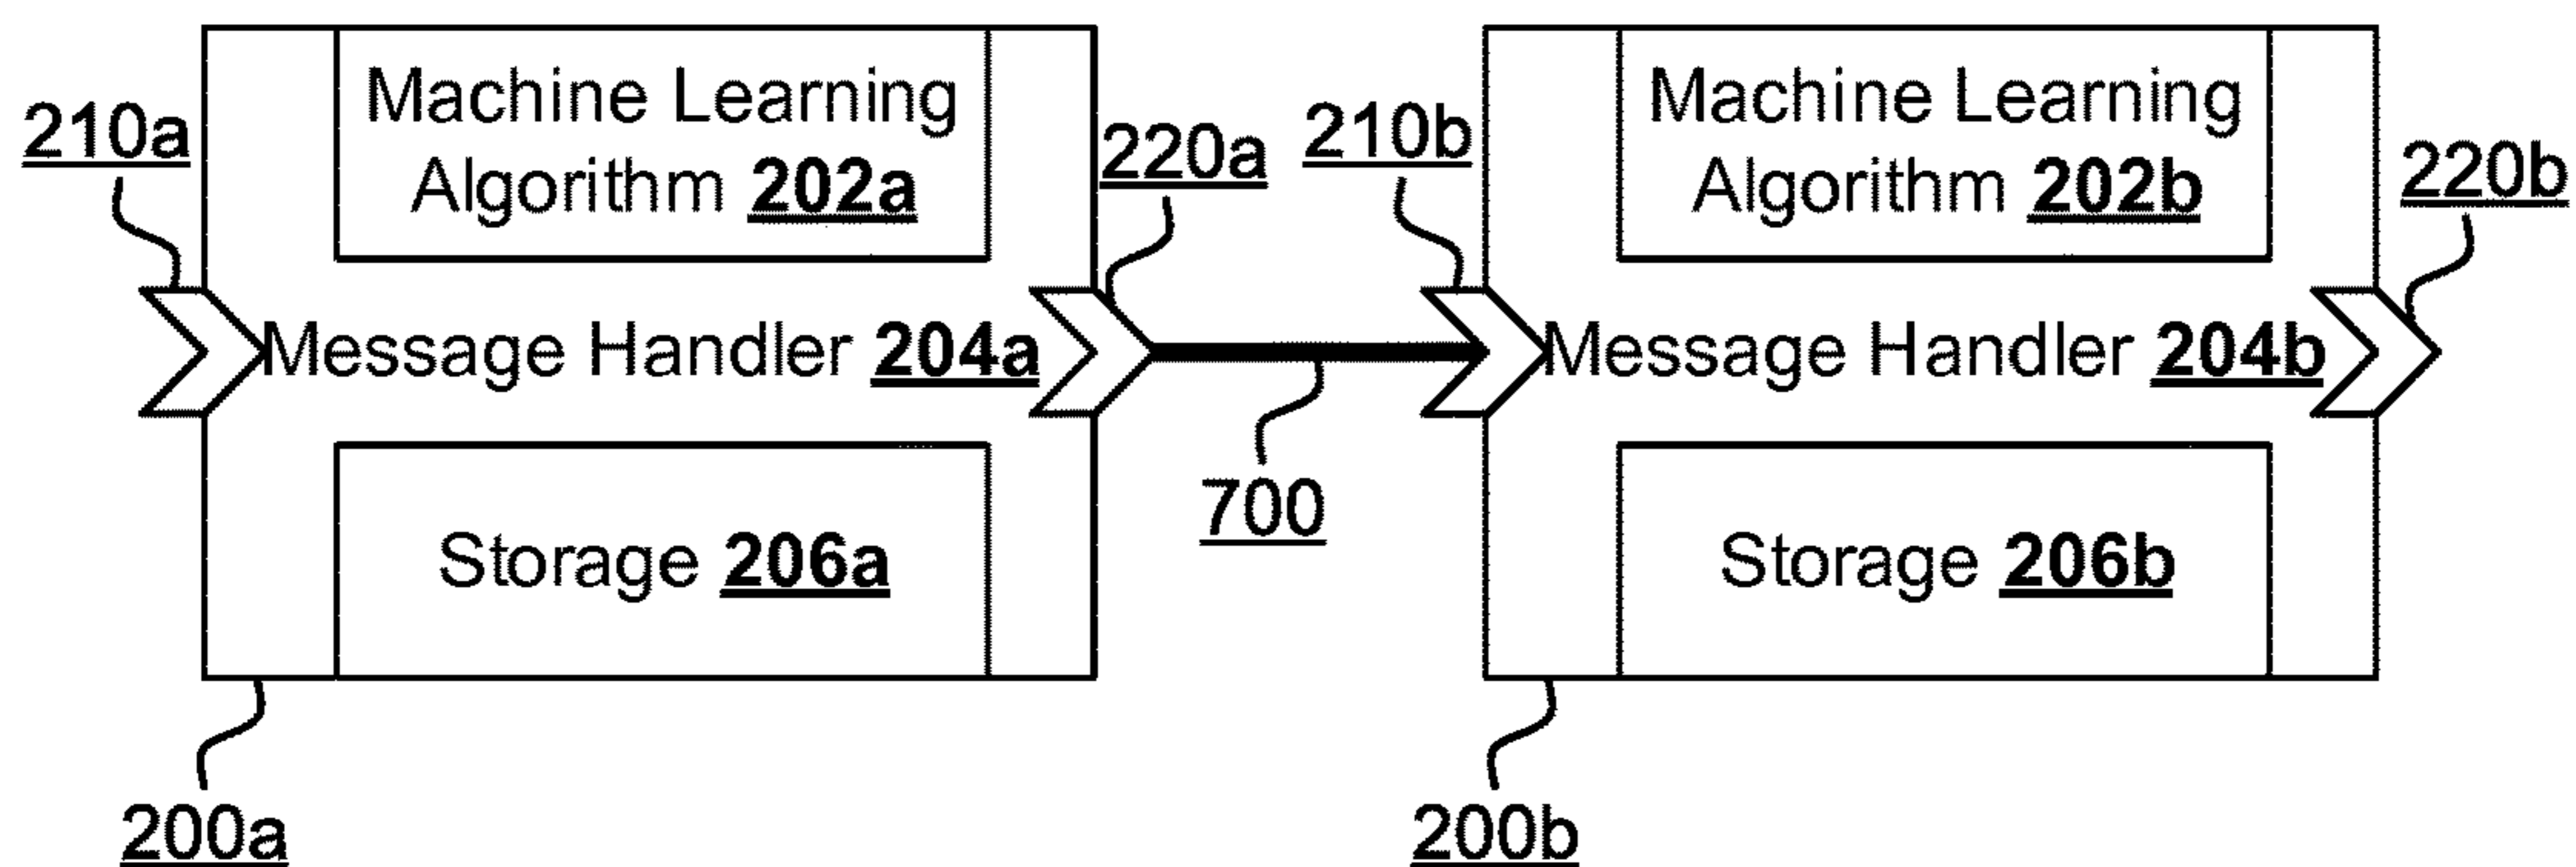 210a
Machine Learning
Algorithm 202a
220a
Message Handler 204a
Storage 206a
200a
700
210b
Machine Learning
Algorithm 202b
220b
Message Handler 204b
Storage 206b
200b